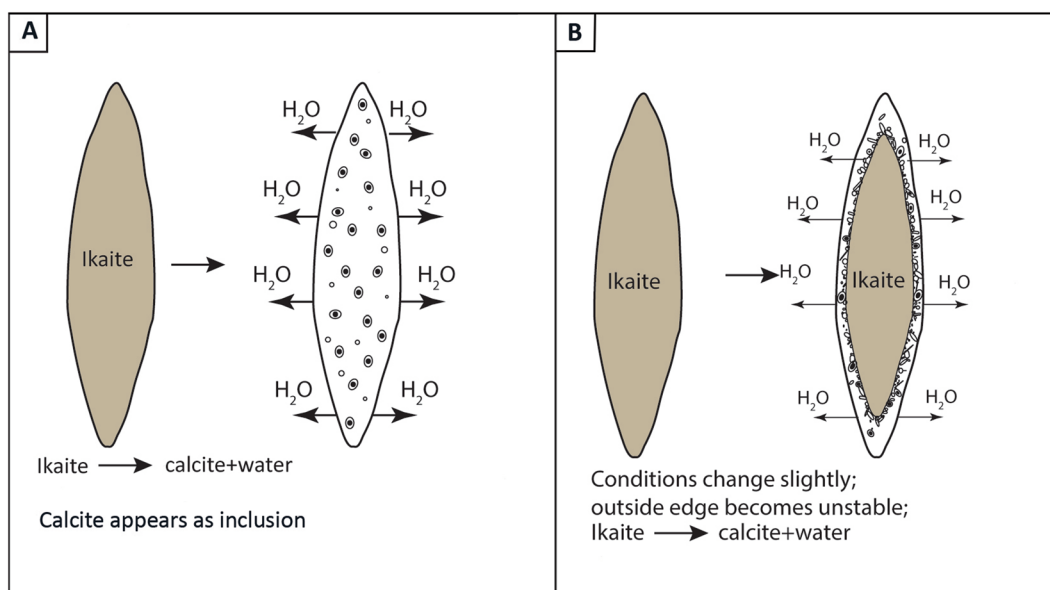 A
H₂O H₂O
H₂O H₂O
Ikaite
H₂O H₂O
H₂O H₂O
Ikaite → calcite+water
Calcite appears as inclusion
B
H₂O H₂O
H₂O H₂O
Ikaite H₂O Ikaite H₂O
H₂O H₂O
Conditions change slightly;
outside edge becomes unstable;
Ikaite → calcite+water